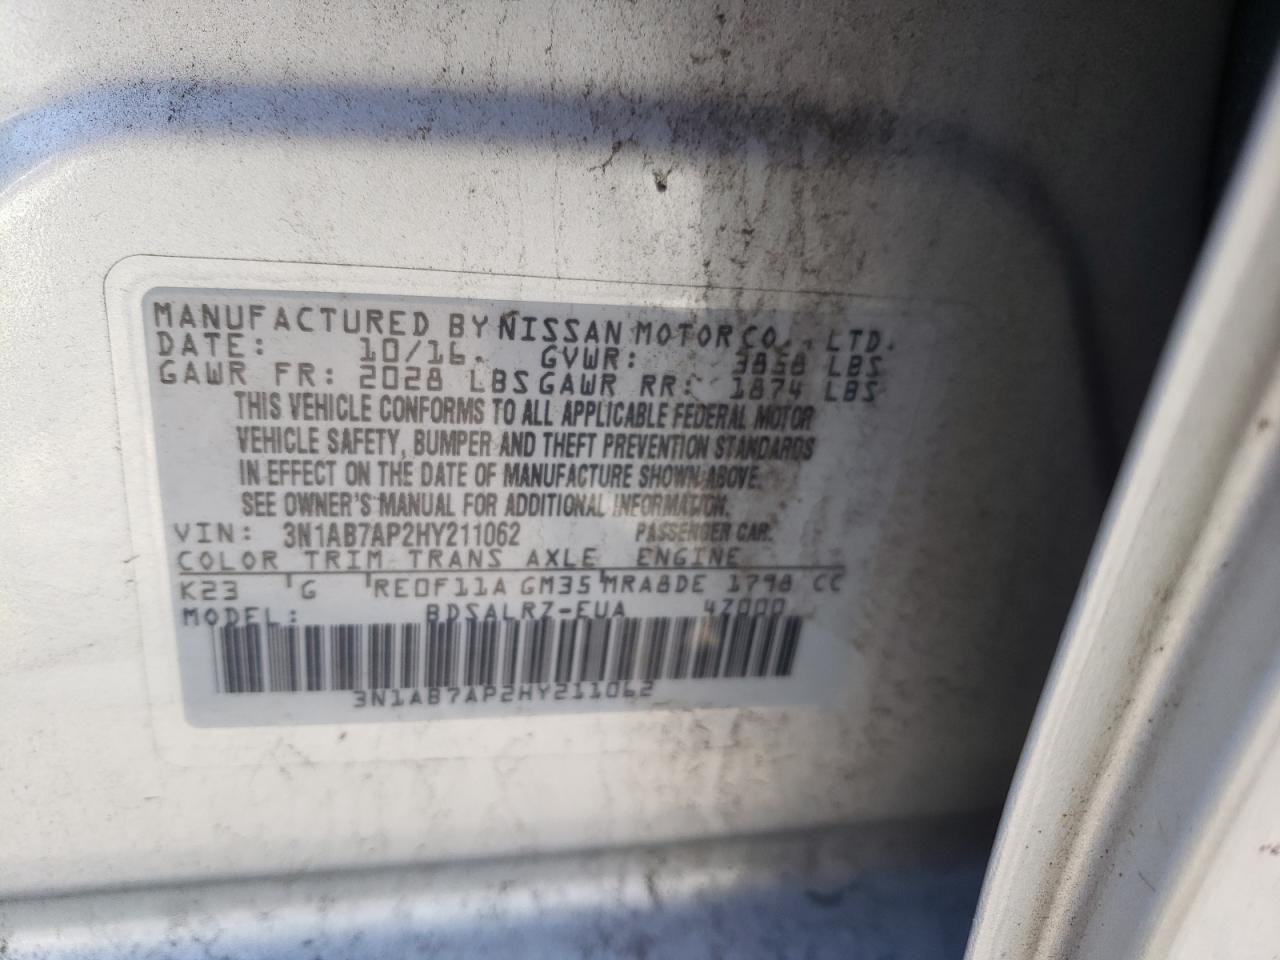 MANUFACTURED BY NISSAN MOTOR CO., LTD.
DATE: 10/16 GVWR: 3858 LBS
GAWR FR: 2028 LBS GAWR RR: 1874 LBS
THIS VEHICLE CONFORMS TO ALL APPLICABLE FEDERAL MOTOR
VEHICLE SAFETY, BUMPER AND THEFT PREVENTION STANDARDS
IN EFFECT ON THE DATE OF MANUFACTURE SHOWN ABOVE.
SEE OWNER'S MANUAL FOR ADDITIONAL INFORMATION.
VIN: 3N1AB7AP2HY211062 PASSENGER CAR.
COLOR TRIM TRANS AXLE ENGINE
K23 G RE0F11A GM35 MRA8DE 1798 CC
MODEL: BDSALRZ-EUA 4Z000
3N1AB7AP2HY211062